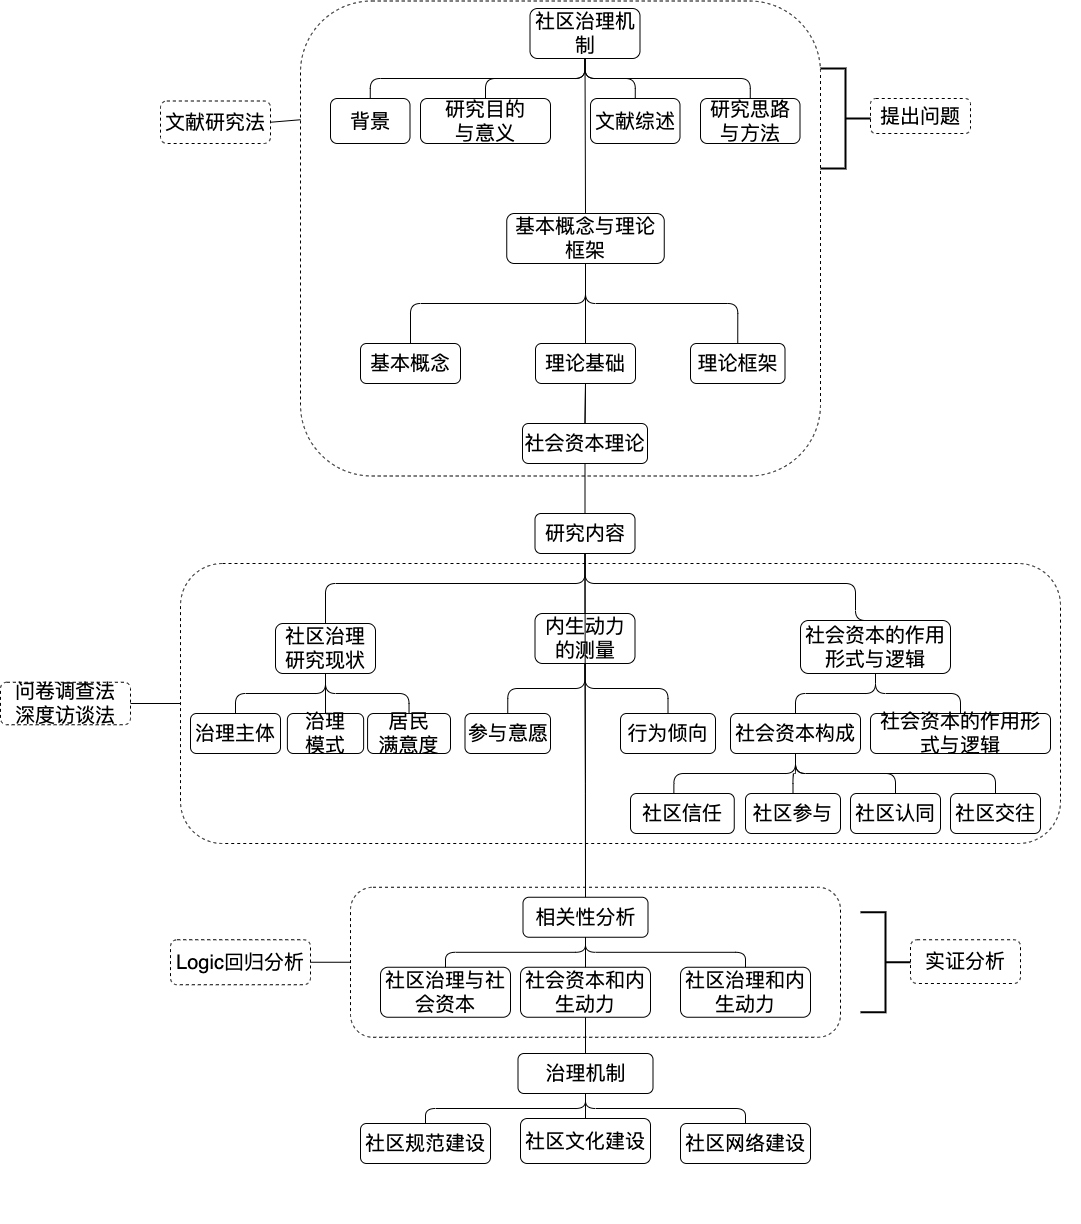 社区治理机
制
文献研究法
背景
研究目的
与意义
文献综述
研究思路
与方法
提出问题
基本概念与理论
框架
基本概念
理论基础
理论框架
社会资本理论
研究内容
社区治理
研究现状
内生动力
的测量
社会资本的作用
形式与逻辑
问卷调查法
深度访谈法
治理主体
治理
模式
居民
满意度
参与意愿
行为倾向
社会资本构成
社会资本的作用形
式与逻辑
社区信任
社区参与
社区认同
社区交往
相关性分析
Logic回归分析
社区治理与社
会资本
社会资本和内
生动力
社区治理和内
生动力
实证分析
治理机制
社区规范建设
社区文化建设
社区网络建设